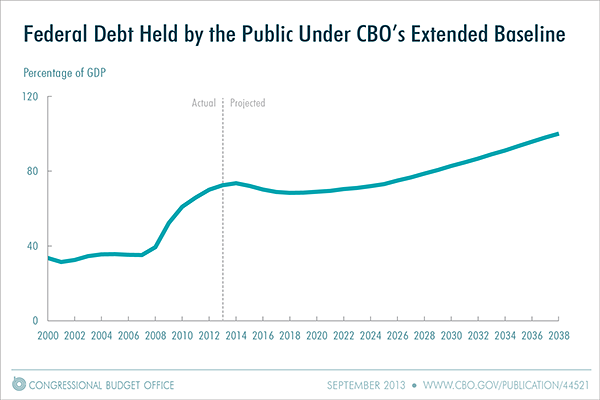 Federal Debt Held by the Public Under CBO's Extended Baseline
Percentage of GDP
120
Actual Projected
80
40
0
2000 2002 2004 2006 2008 2010 2012 2014 2016 2018 2020 2022 2024 2026 2028 2030 2032 2034 2036 2038
CONGRESSIONAL BUDGET OFFICE SEPTEMBER 2013 • WWW.CBO.GOV/PUBLICATION/44521